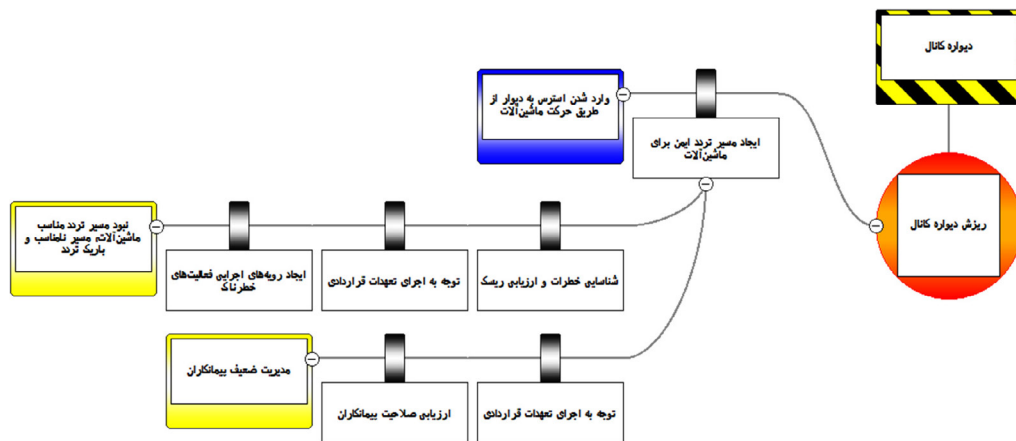 دیواره کانال
وارد شدن استرس به دیوار از
طریق حرکت ماشین‌آلات
ایجاد مسیر تردد ایمن برای
ماشین‌آلات
ریزش دیواره کانال
نبود مسیر تردد مناسب
ماشین‌آلات، مسیر نامناسب و
باریک تردد
ایجاد رویه‌های اجرایی فعالیت‌های
خطرناک
توجه به اجرای تعهدات قراردادی
شناسایی خطرات و ارزیابی ریسک
مدیریت ضعیف پیمانکاران
ارزیابی صلاحیت پیمانکاران
توجه به اجرای تعهدات قراردادی